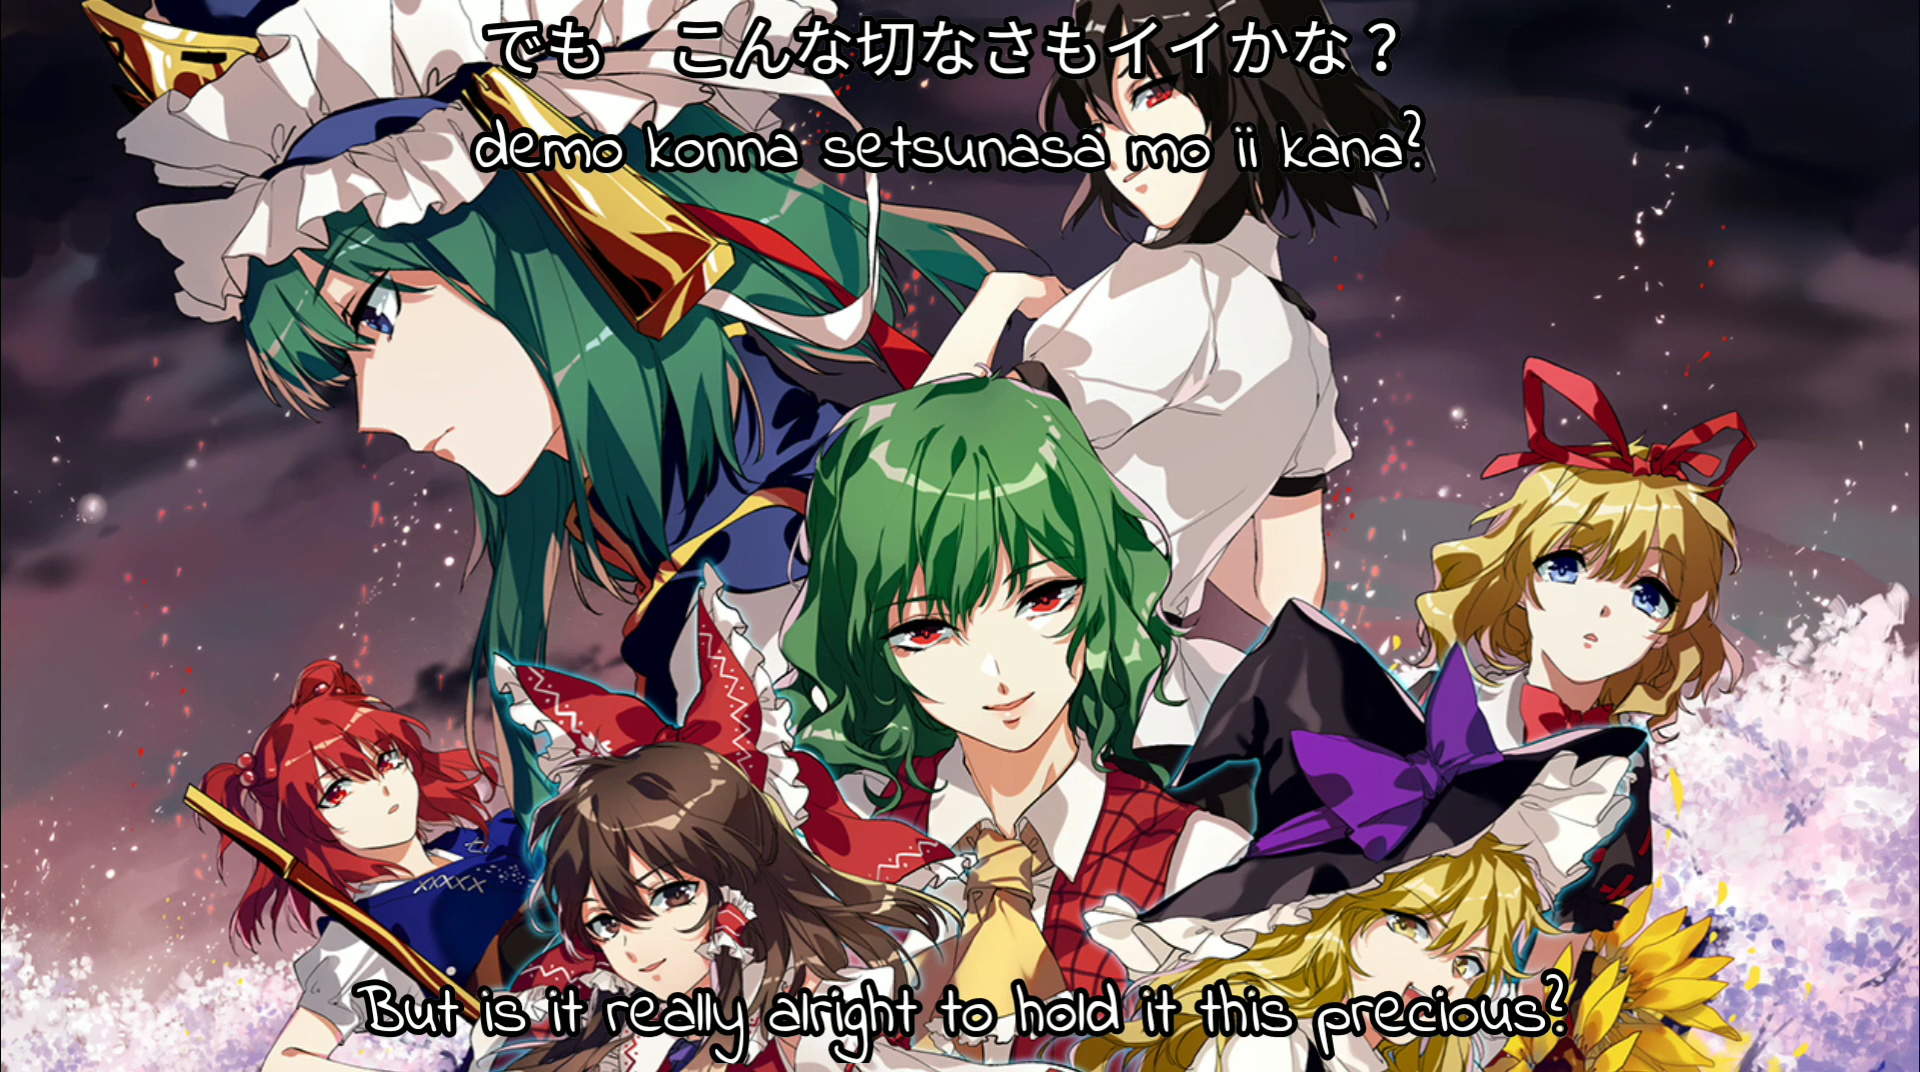 でも　こんな切なさもイイかな？
demo konna setsunasa mo ii kana?
But is it really alright to hold it this precious?